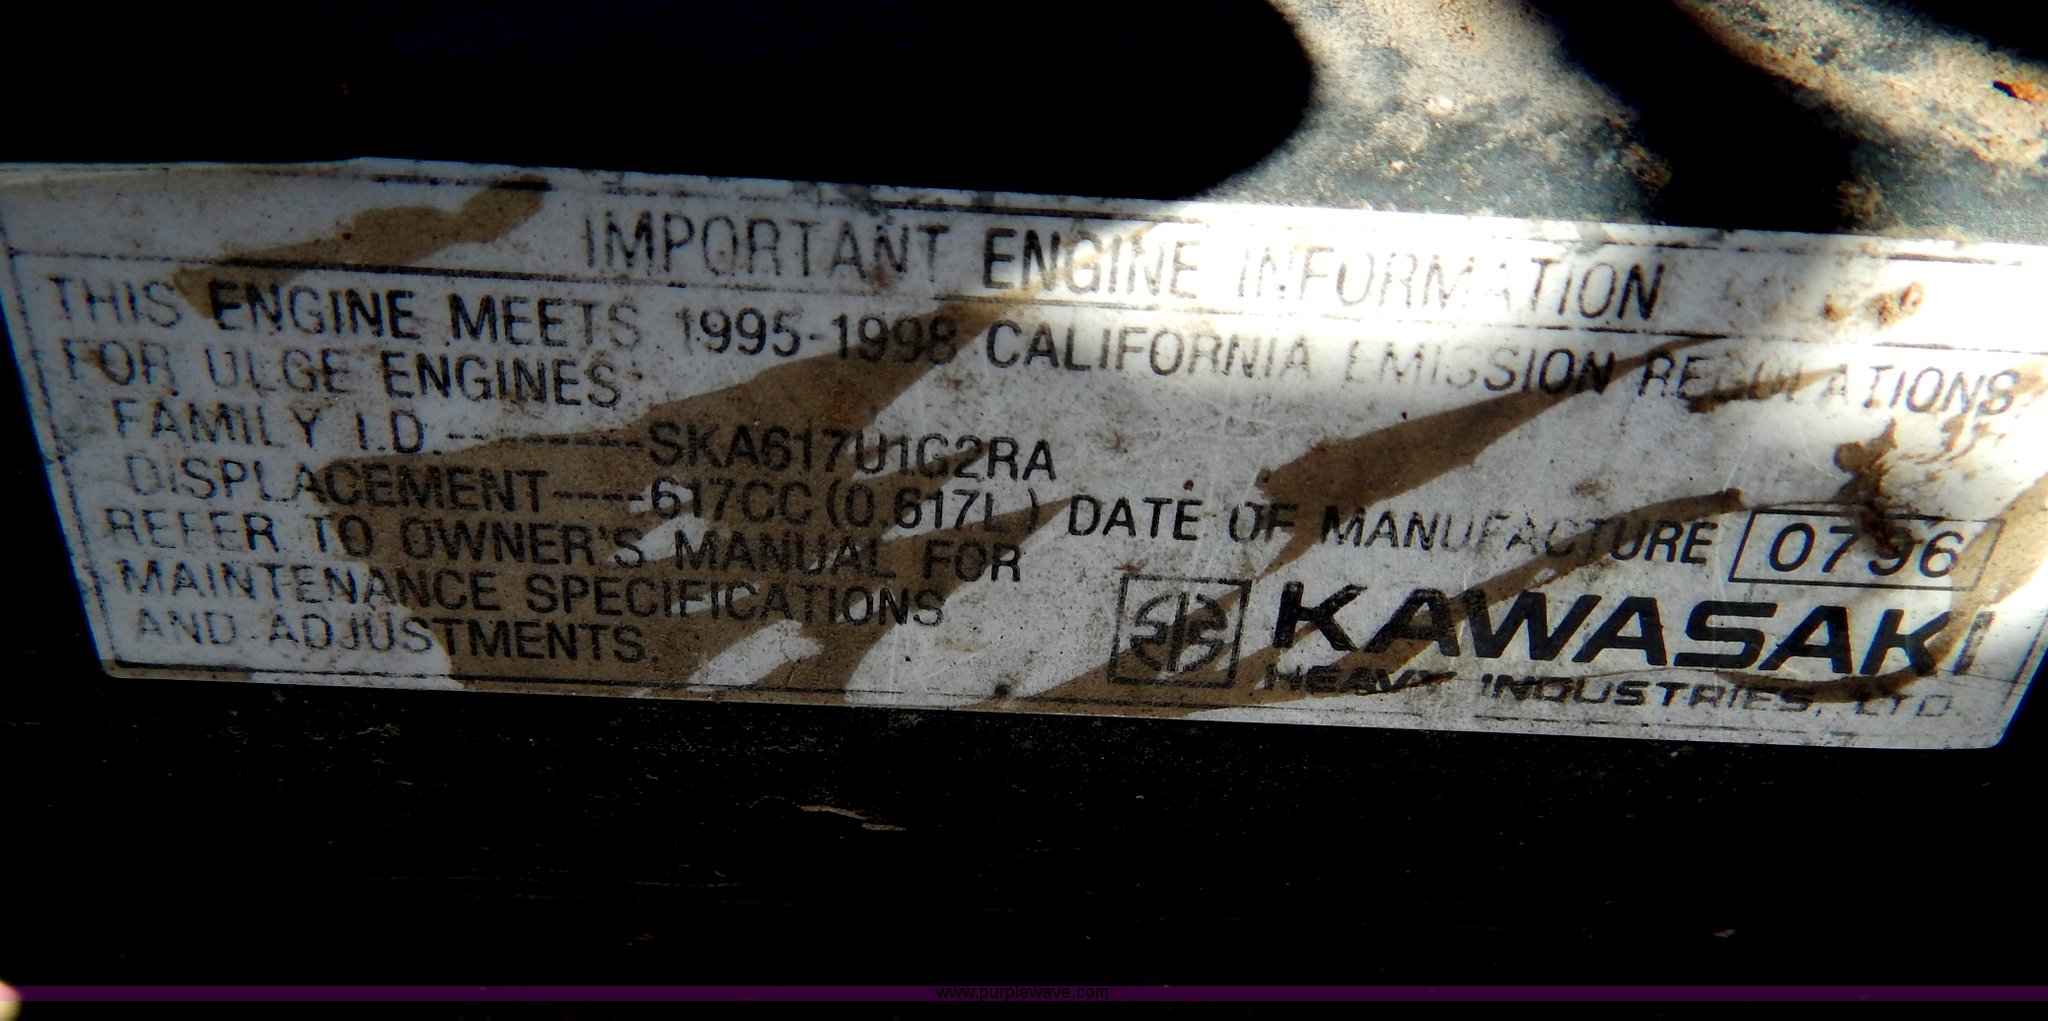 IMPORTANT ENGINE INFORMATION
THIS ENGINE MEETS 1995-1998 CALIFORNIA EMISSION REGULATIONS
FOR ULGE ENGINES
FAMILY I.D.---------SKA617U1G2RA
DISPLACEMENT----617CC (0.617L) DATE OF MANUFACTURE 0796
REFER TO OWNER'S MANUAL FOR
MAINTENANCE SPECIFICATIONS
AND ADJUSTMENTS.
KAWASAKI
HEAVY INDUSTRIES, LTD.
www.purplewave.com